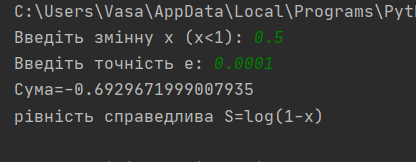 C:\Users\Vasa\AppData\Local\Programs\Pyt
Введіть змінну x (x<1): 0.5
Введіть точність e: 0.0001
Сума=-0.6929671999007935
рівність справедлива S=log(1-x)